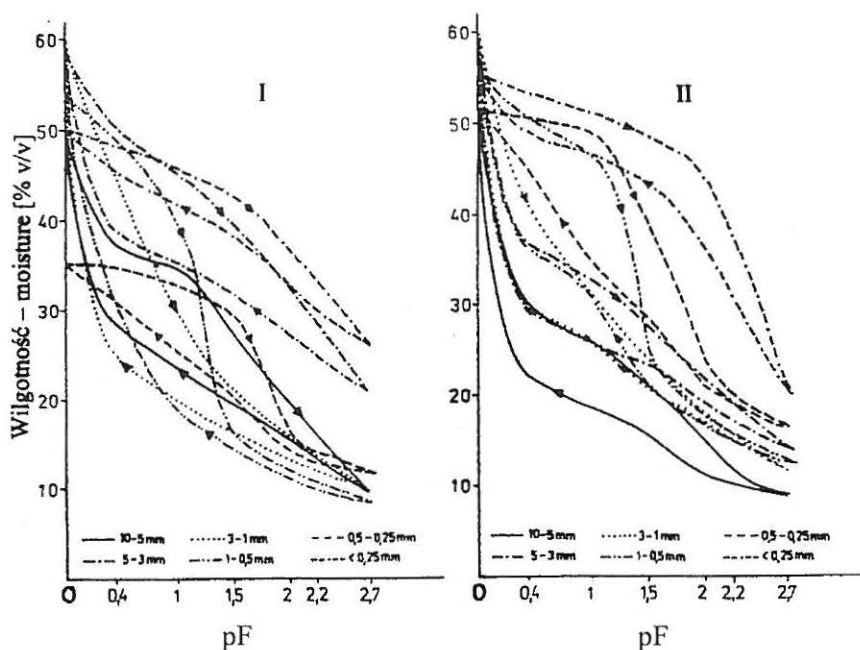 Wilgotność – moisture [% v/v]
60
50
40
30
20
10
I
10–5mm
3–1mm
0,5–0,25mm
5–3mm
1–0,5mm
<0,25mm
0
0,4
1
1,5
2
2,2
2,7
pF
60
50
40
30
20
10
II
10–5mm
3–1mm
0,5–0,25mm
5–3mm
1–0,5mm
<0,25mm
0
0,4
1
1,5
2
2,2
2,7
pF